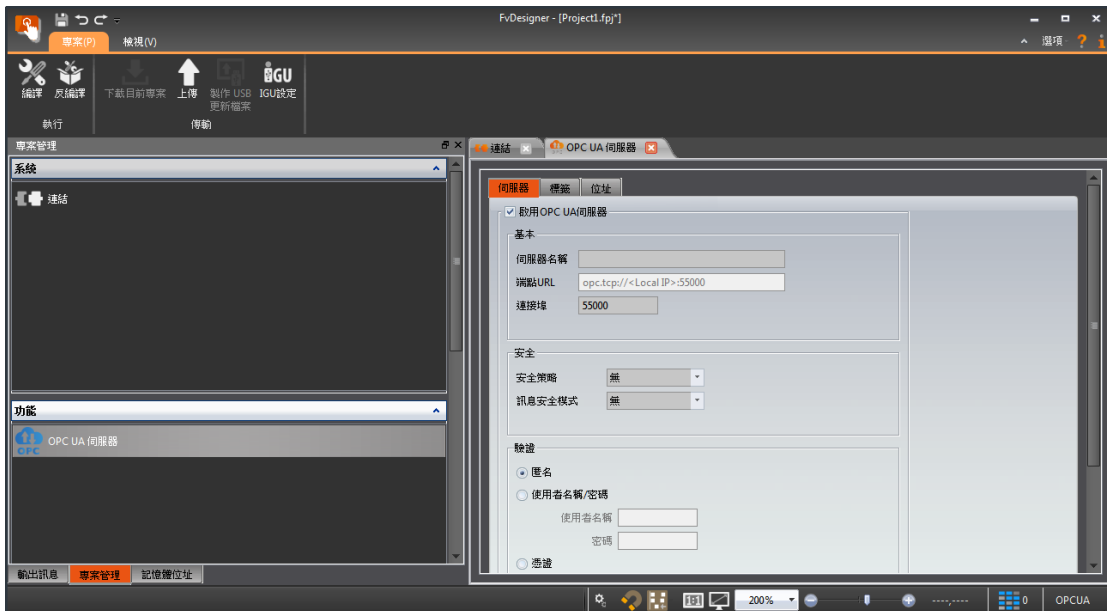 FvDesigner - [Project1.fpj*]
專案(P) 檢視(V) 選項
編譯 反編譯 下載目前專案 上傳 製作 USB 更新檔案 IGU設定
IGU
執行 傳輸
專案管理
系統
連結
功能
OPC UA 伺服器
OPC
輸出訊息 專案管理 記憶體位址
連結 OPC UA 伺服器
伺服器 標籤 位址
啟用OPC UA伺服器
基本
伺服器名稱
端點URL opc.tcp://<Local IP>:55000
連接埠 55000
安全
安全策略 無
訊息安全模式 無
驗證
匿名
使用者名稱/密碼
使用者名稱
密碼
憑證
1:1 200% ----,---- 0 OPCUA